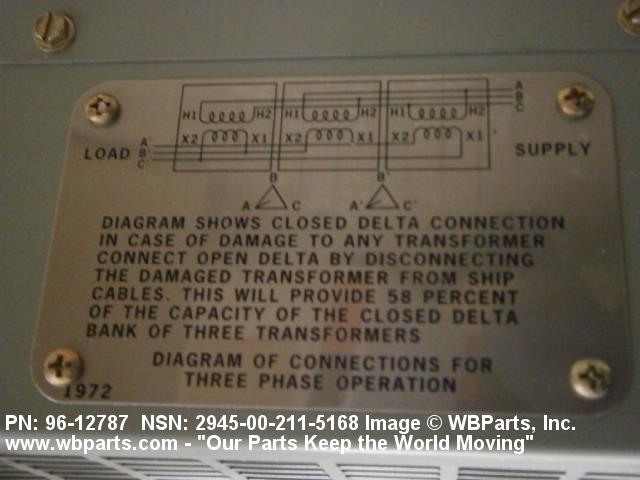 A
B
C
H1 H2 H1 H2 H1 H2
X2 X1 X2 X1 X2 X1
LOAD A' B' C' SUPPLY
B B'
A C A' C'
DIAGRAM SHOWS CLOSED DELTA CONNECTION
IN CASE OF DAMAGE TO ANY TRANSFORMER
CONNECT OPEN DELTA BY DISCONNECTING
THE DAMAGED TRANSFORMER FROM SHIP
CABLES. THIS WILL PROVIDE 58 PERCENT
OF THE CAPACITY OF THE CLOSED DELTA
BANK OF THREE TRANSFORMERS
DIAGRAM OF CONNECTIONS FOR
THREE PHASE OPERATION
1972
PN: 96-12787 NSN: 2945-00-211-5168 Image © WBParts, Inc.
www.wbparts.com - "Our Parts Keep the World Moving"